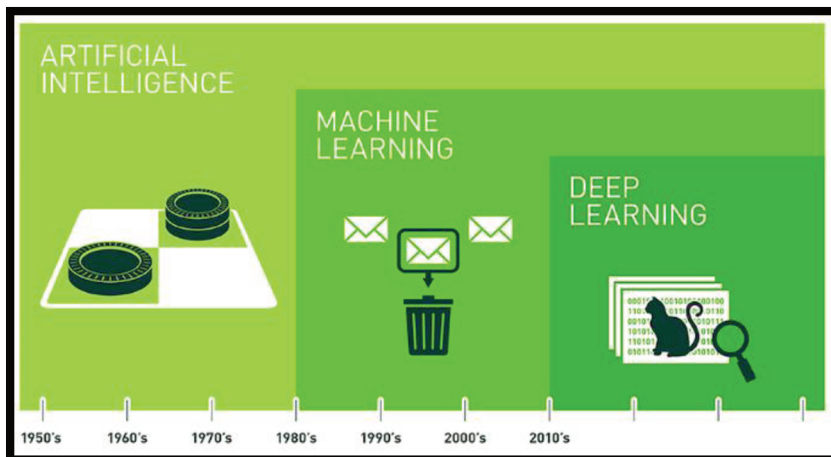 ARTIFICIAL
INTELLIGENCE
MACHINE
LEARNING
DEEP
LEARNING
1950's 1960's 1970's 1980's 1990's 2000's 2010's